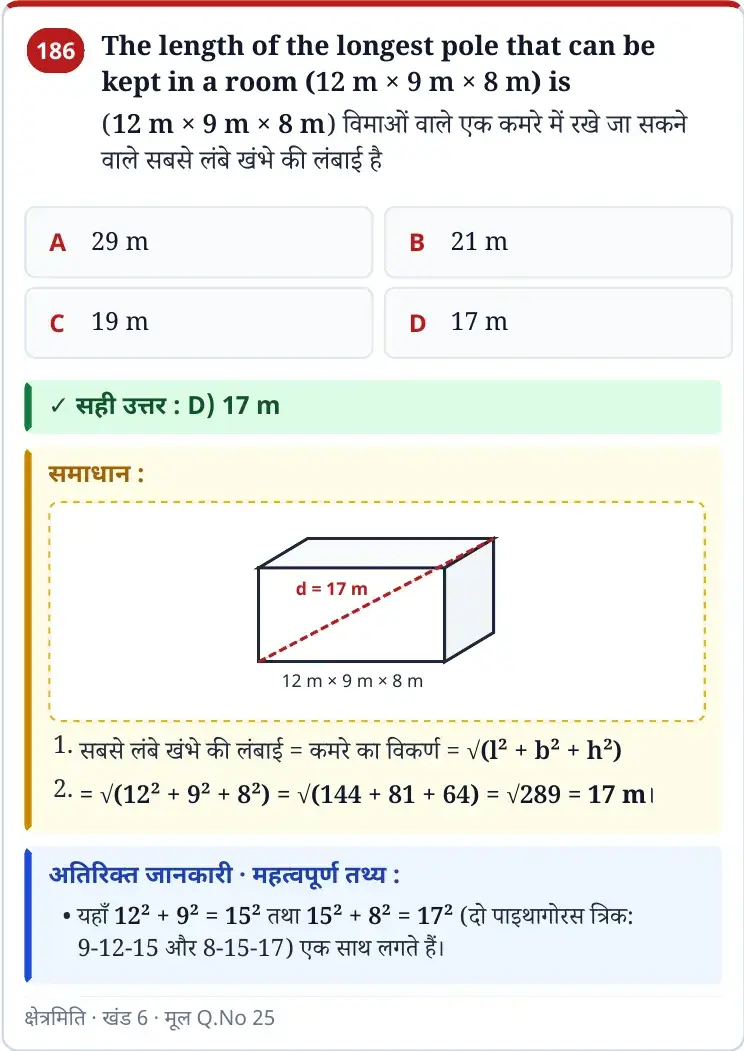 186
The length of the longest pole that can be
kept in a room (12 m × 9 m × 8 m) is
(12 m × 9 m × 8 m) विमाओं वाले एक कमरे में रखे जा सकने
वाले सबसे लंबे खंभे की लंबाई है
A 29 m
B 21 m
C 19 m
D 17 m
✓ सही उत्तर : D) 17 m
समाधान :
d = 17 m
12 m × 9 m × 8 m
1. सबसे लंबे खंभे की लंबाई = कमरे का विकर्ण = √(l² + b² + h²)
2. = √(12² + 9² + 8²) = √(144 + 81 + 64) = √289 = 17 m।
अतिरिक्त जानकारी · महत्वपूर्ण तथ्य :
• यहाँ 12² + 9² = 15² तथा 15² + 8² = 17² (दो पाइथागोरस त्रिक:
9-12-15 और 8-15-17) एक साथ लगते हैं।
क्षेत्रमिति · खंड 6 · मूल Q.No 25